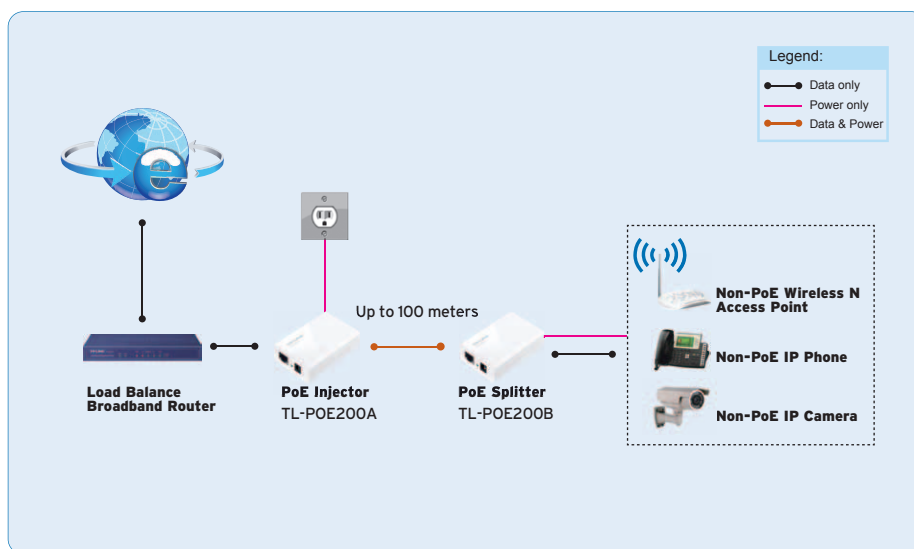 Legend:
Data only
Power only
Data & Power
Up to 100 meters
Load Balance
Broadband Router
PoE Injector
TL-POE200A
PoE Splitter
TL-POE200B
Non-PoE Wireless N
Access Point
Non-PoE IP Phone
Non-PoE IP Camera